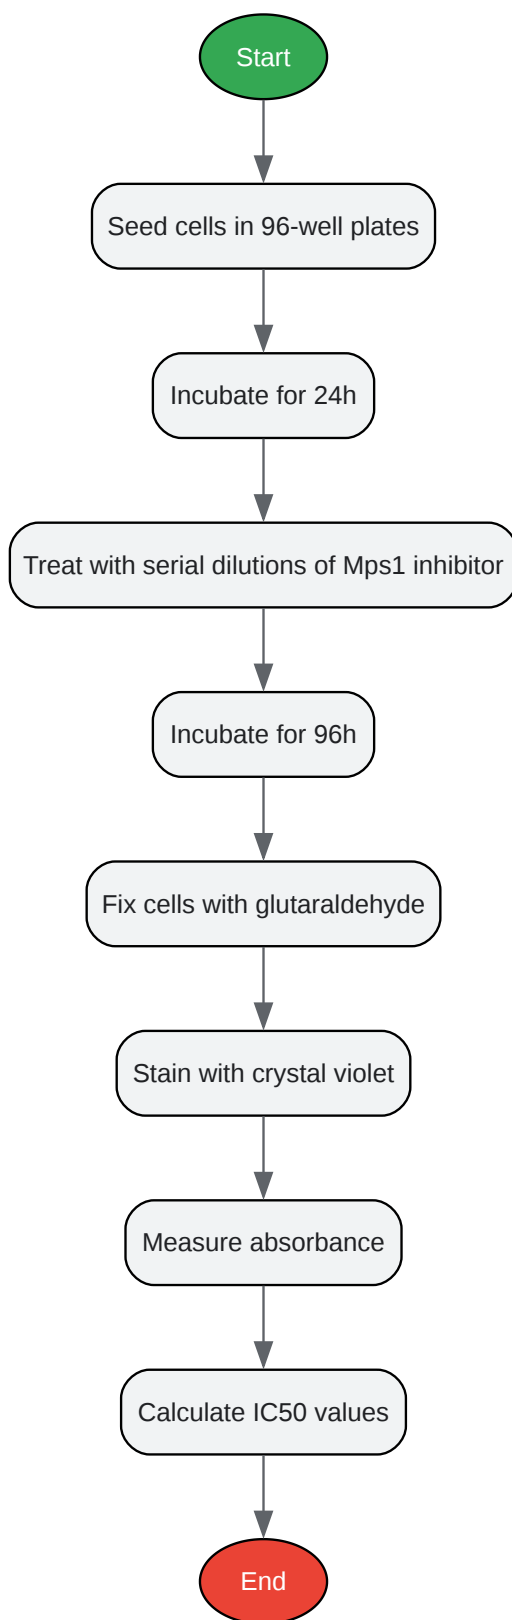 Start
Seed cells in 96-well plates
Incubate for 24h
Treat with serial dilutions of Mps1 inhibitor
Incubate for 96h
Fix cells with glutaraldehyde
Stain with crystal violet
Measure absorbance
Calculate IC50 values
End